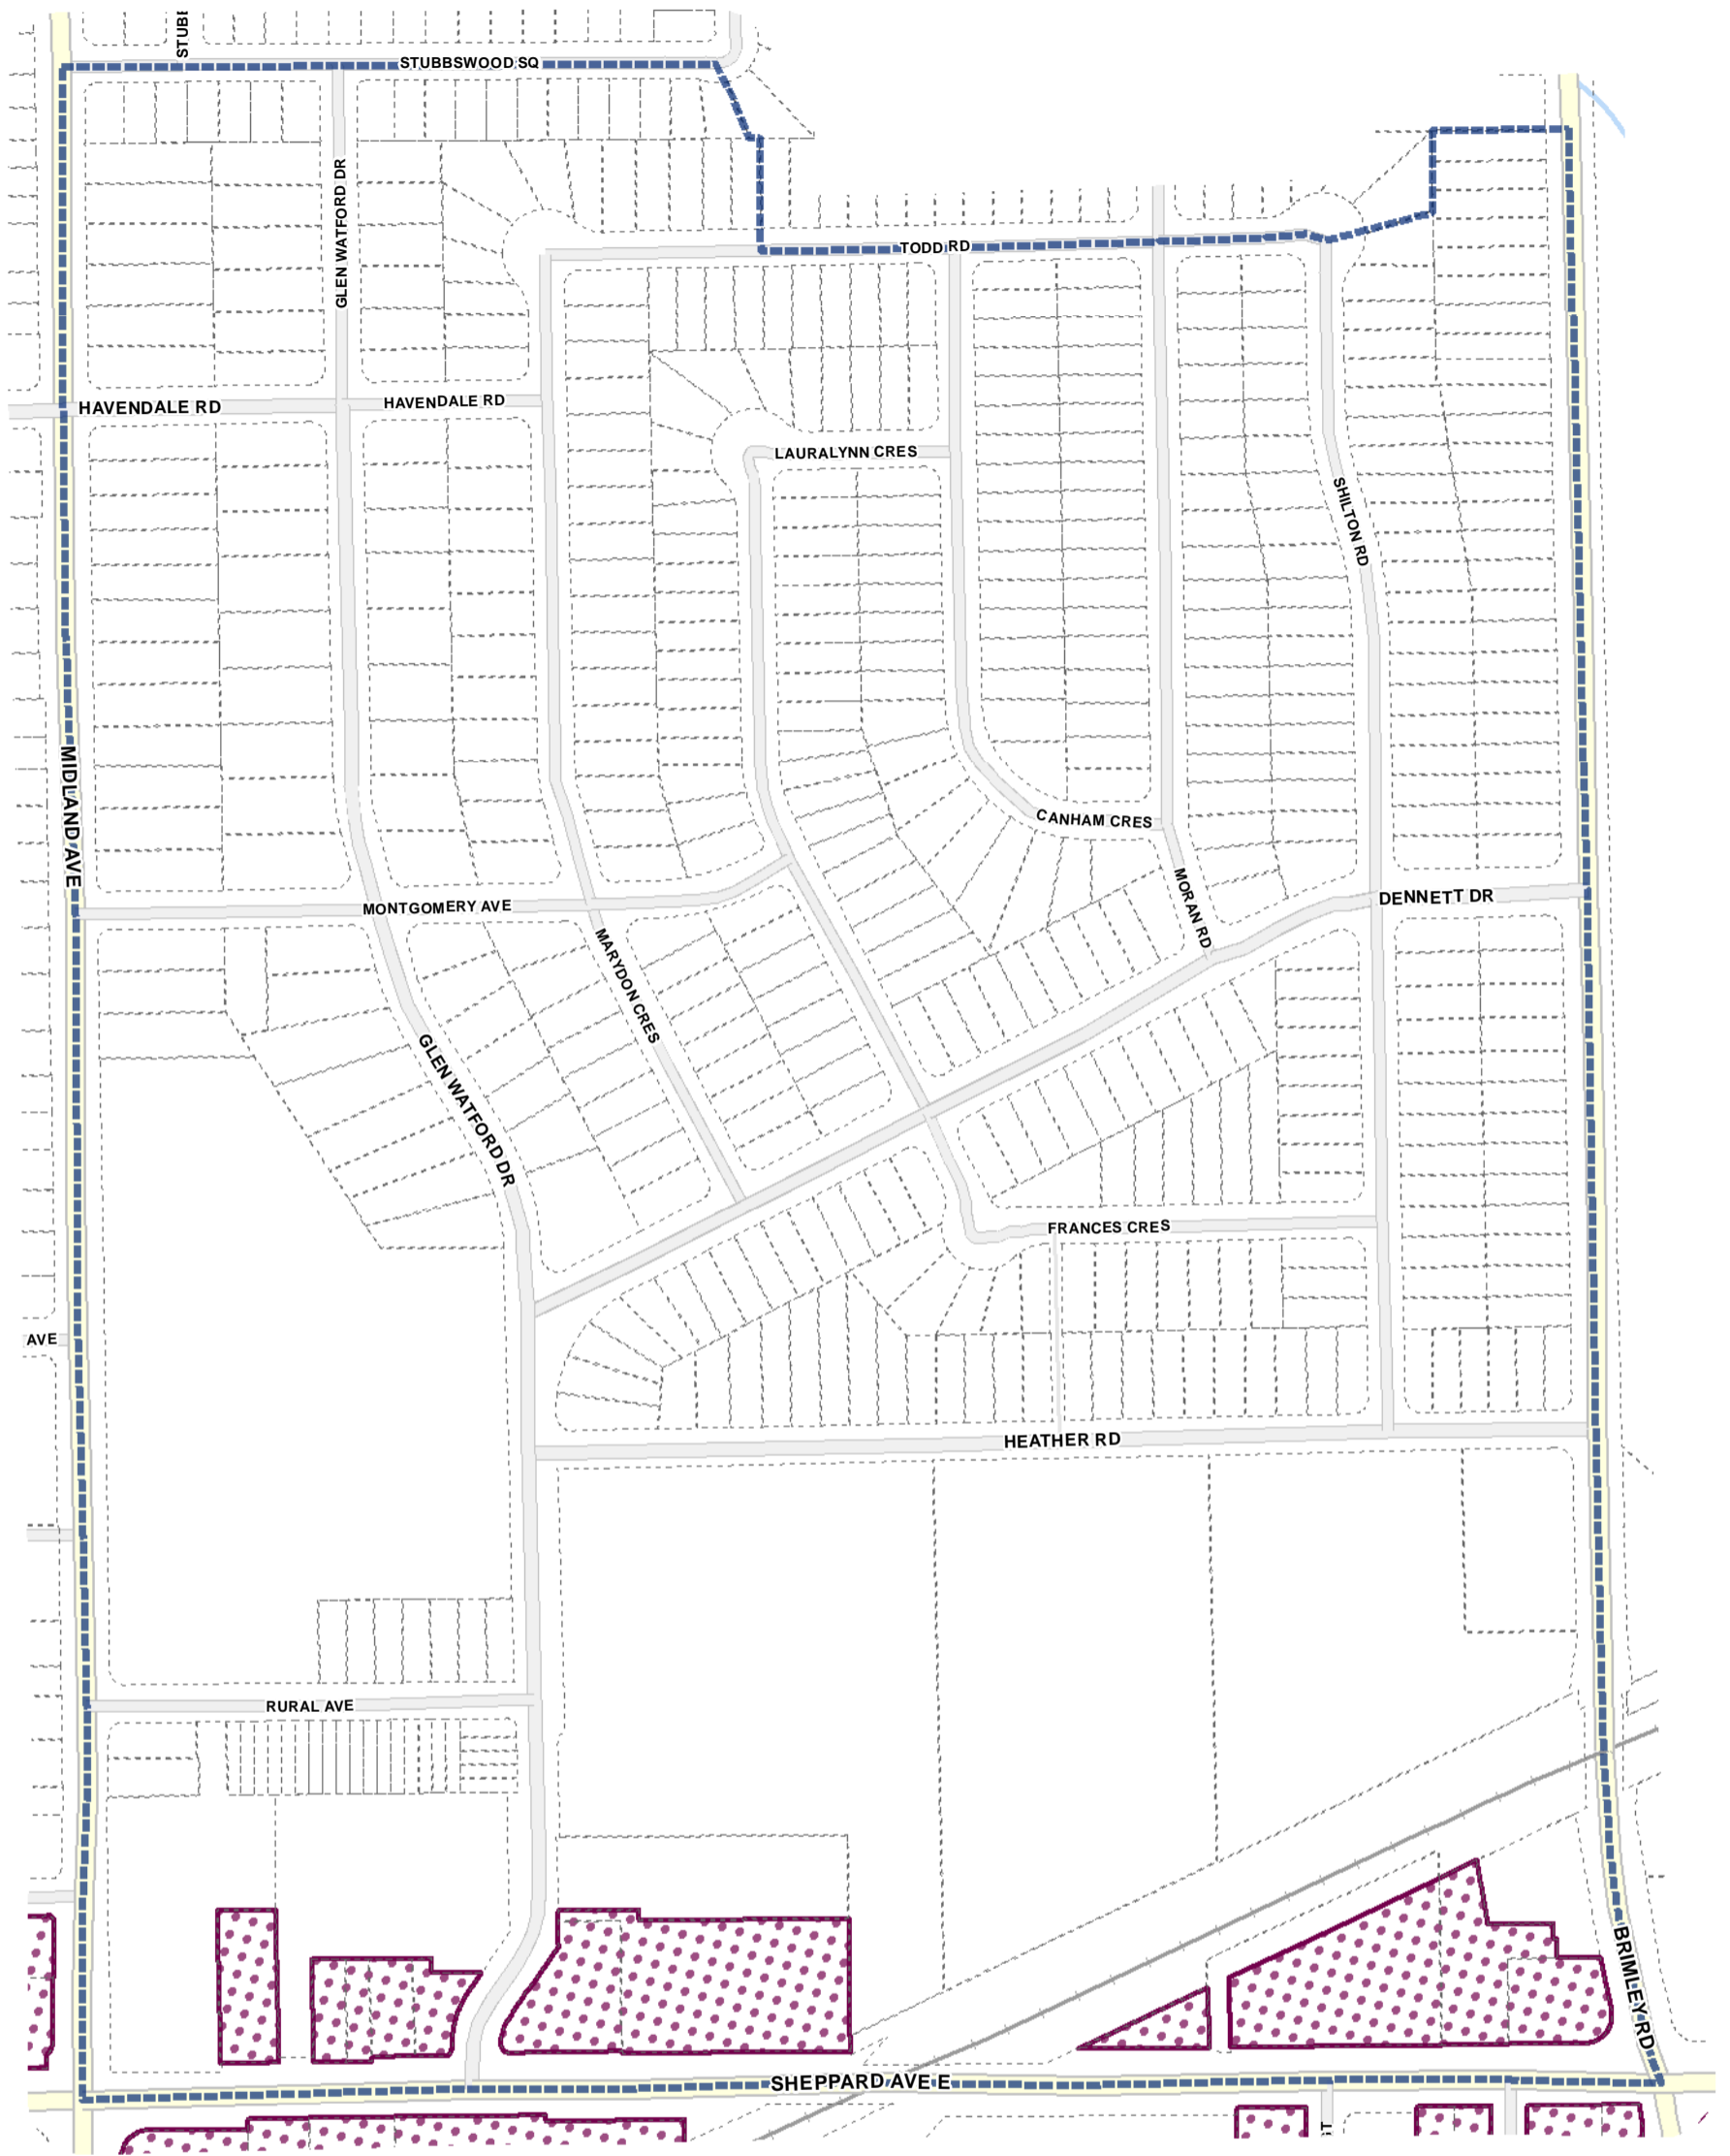 STUBB
STUBBSWOOD SQ
GLEN WATFORD DR
TODD RD
HAVENDALE RD
HAVENDALE RD
LAURALYNN CRES
SHILTON RD
MIDLAND AVE
CANHAM CRES
MORAN RD
DENNETT DR
MONTGOMERY AVE
MARYDON CRES
GLEN WATFORD DR
FRANCES CRES
AVE
HEATHER RD
RURAL AVE
BRIMLEY RD
SHEPPARD AVE E